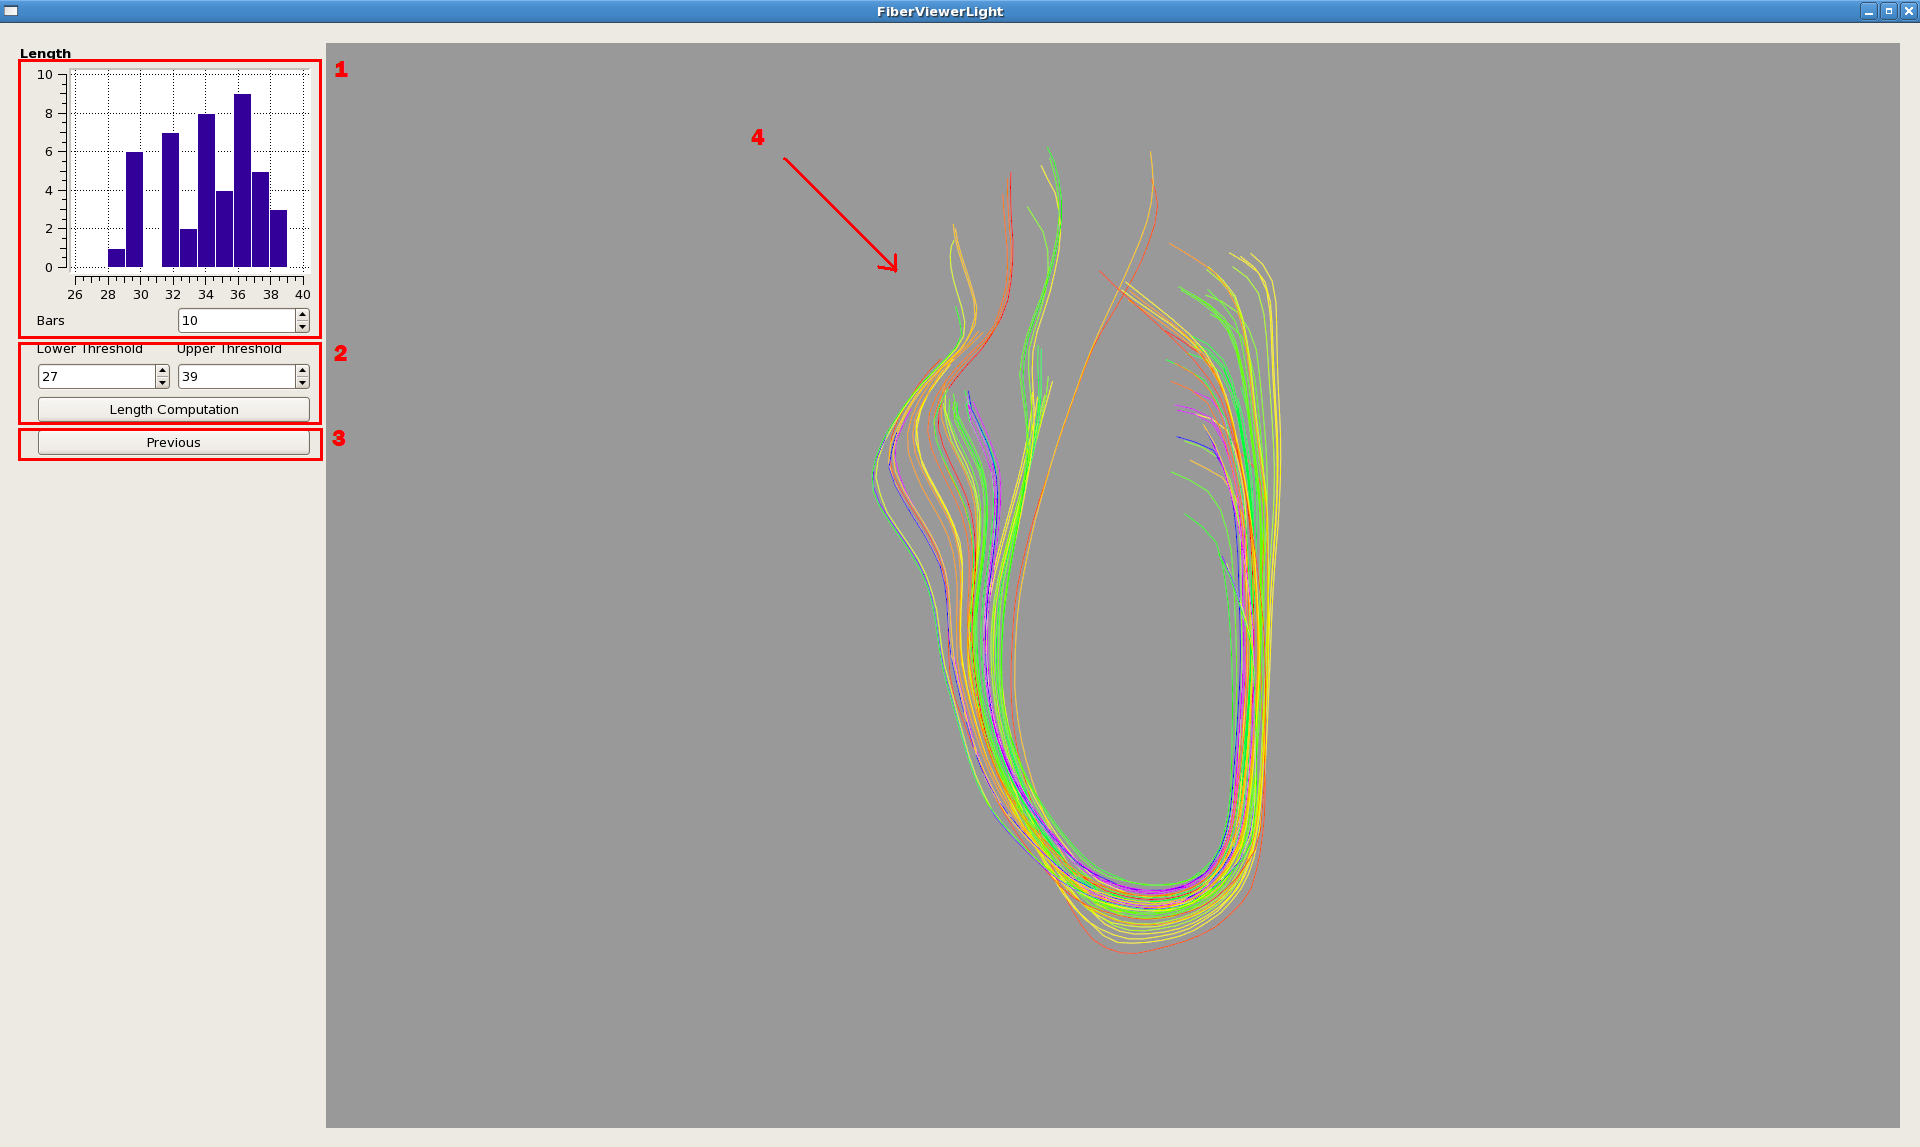 FiberViewerLight
Length
1
10
8
6
4
2
0
26 28 30 32 34 36 38 40
Bars 10
2
Lower Threshold Upper Threshold
27 39
Length Computation
3
Previous
4